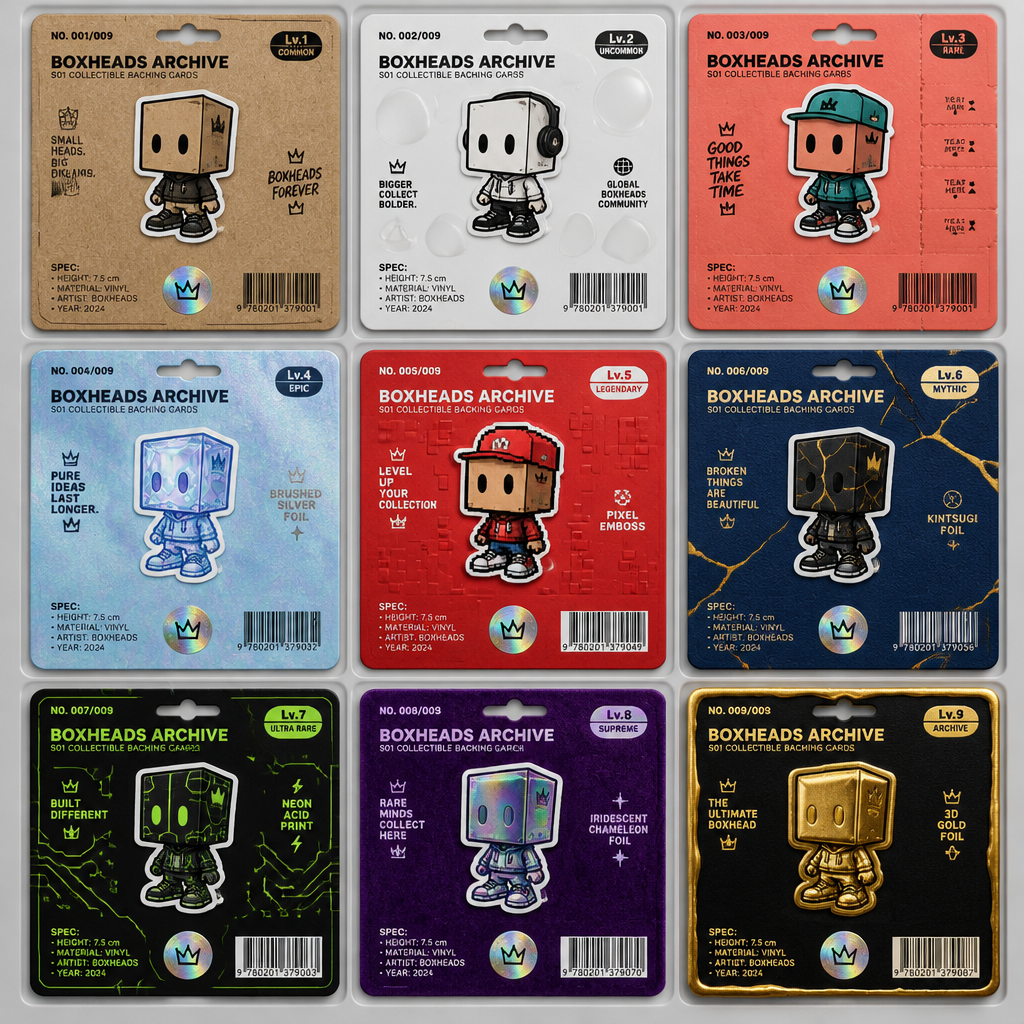 NO. 001/009
Lv.1
COMMON
BOXHEADS ARCHIVE
S01 COLLECTIBLE BACKING CARDS
SMALL
HEADS.
BIG
BOXHEADS
FOREVER
SPEC:
• HEIGHT: 7.5 cm
• MATERIAL: VINYL
• ARTIST: BOXHEADS
• YEAR: 2024
9 780201 379001
NO. 002/009
Lv.2
UNCOMMON
BOXHEADS ARCHIVE
S01 COLLECTIBLE BACKING CARBS
BIGGER
COLLECT
BOLDER.
GLOBAL
BOXHEADS
COMMUNITY
SPEC:
• HEIGHT: 7.5 cm
• MATERIAL: VINYL
• ARTIST: BOXHEADS
• YEAR: 2024
9 780201 379001
NO. 003/009
Lv.3
RARE
BOXHEADS ARCHIVE
S01 COLLECTIBLE BACKING CARBS
GOOD
THINGS
TAKE
TIME
TEAR
HERE
SPEC:
• HEIGHT: 7.5 cm
• MATERIAL: VINYL
• ARTIST: BOXHEADS
• YEAR: 2024
9 780201 379001
NO. 004/009
Lv.4
EPIC
BOXHEADS ARCHIVE
S01 COLLECTIBLE BACKING CARDS
PURE
IDEAS
LAST
LONGER.
BRUSHED
SILVER
FOIL
SPEC:
• HEIGHT: 7.5 cm
• MATERIAL: VINYL
• ARTIST: BOXHEADS
• YEAR: 2024
9 780201 379032
NO. 005/009
Lv.5
LEGENDARY
BOXHEADS ARCHIVE
S01 COLLECTIBLE BACKING CARDS
LEVEL
UP
YOUR
COLLECTION
PIXEL
EMBOSS
SPEC:
• HEIGHT: 7.5 cm
• MATERIAL: VINYL
• ARTIST: BOXHEADS
• YEAR: 2024
9 780201 379049
NO. 006/009
Lv.6
MYTHIC
BOXHEADS ARCHIVE
S01 COLLECTIBLE BACKING CARDS
BROKEN
THINGS
ARE
BEAUTIFUL
KINTSUGI
FOIL
SPEC:
• HEIGHT: 7.5 cm
• MATERIAL: VINYL
• ARTIST: BOXHEADS
• YEAR: 2024
9 780201 379056
NO. 007/009
Lv.7
ULTRA RARE
BOXHEADS ARCHIVE
S01 COLLECTIBLE BACKING
BUILT
DIFFERENT
NEON
ACID
PRINT
SPEC:
• HEIGHT: 7.5 cm
• MATERIAL: VINYL
• ARTIST: BOXHEADS
• YEAR: 2024
9 780201 379003
NO. 008/009
Lv.8
SUPREME
BOXHEADS ARCHIVE
S01 COLLECTIBLE BACKING
RARE
MINDS
COLLECT
HERE
IRIDESCENT
CHAMELEON
FOIL
SPEC:
• HEIGHT: 7.5 cm
• MATERIAL: VINYL
• ARTIST: BOXHEADS
• YEAR: 2024
9 780201 379070
NO. 009/009
Lv.9
ARCHIVE
BOXHEADS ARCHIVE
S01 COLLECTIBLE BACKING CARDS
THE
ULTIMATE
BOXHEAD
3D
GOLD
FOIL
SPEC:
• HEIGHT: 7.5 cm
• MATERIAL: VINYL
• ARTIST: BOXHEADS
• YEAR: 2024
9 780201 379087